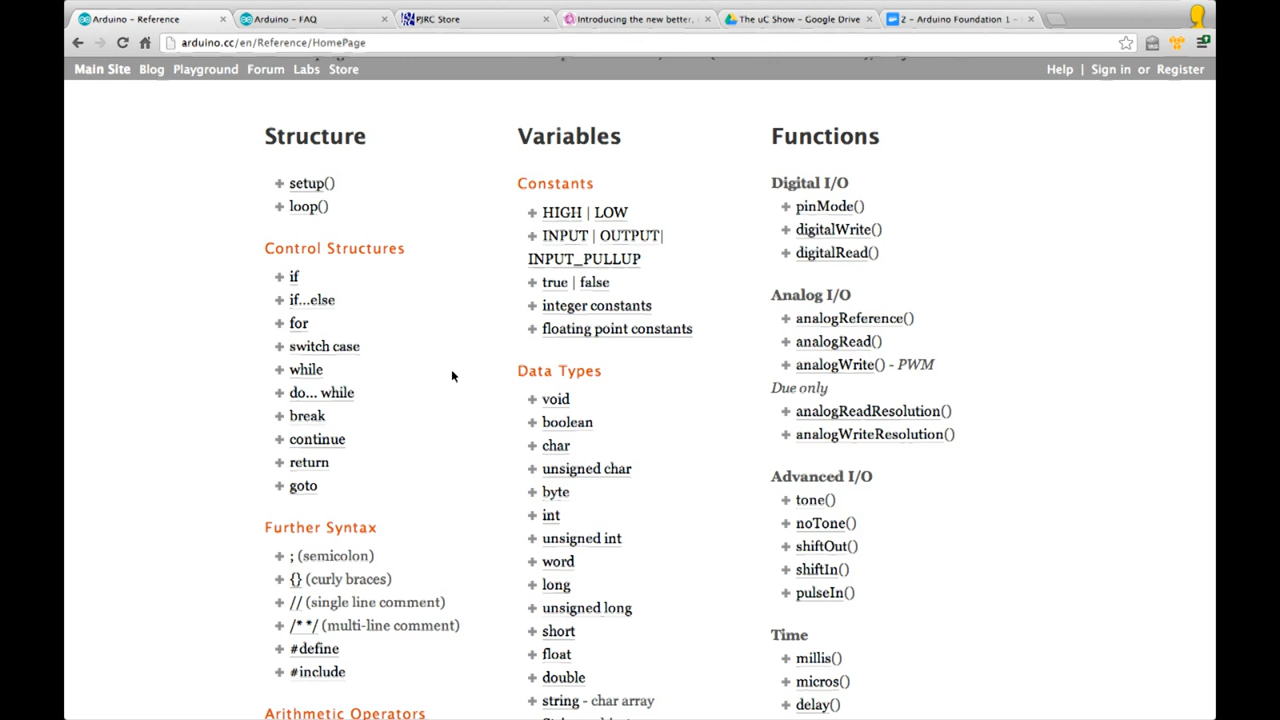 Arduino - Reference
Arduino - FAQ
PJRC Store
Introducing the new better,
The uC Show - Google Drive
2 - Arduino Foundation 1 -
arduino.cc/en/Reference/HomePage
Main Site Blog Playground Forum Labs Store
Help | Sign in or Register
Structure
setup()
loop()
Control Structures
if
if...else
for
switch case
while
do... while
break
continue
return
goto
Further Syntax
; (semicolon)
{} (curly braces)
// (single line comment)
/* */ (multi-line comment)
#define
#include
Arithmetic Operators
Variables
Constants
HIGH | LOW
INPUT | OUTPUT|
INPUT_PULLUP
true | false
integer constants
floating point constants
Data Types
void
boolean
char
unsigned char
byte
int
unsigned int
word
long
unsigned long
short
float
double
string - char array
Functions
Digital I/O
pinMode()
digitalWrite()
digitalRead()
Analog I/O
analogReference()
analogRead()
analogWrite() - PWM
Due only
analogReadResolution()
analogWriteResolution()
Advanced I/O
tone()
noTone()
shiftOut()
shiftIn()
pulseIn()
Time
millis()
micros()
delay()